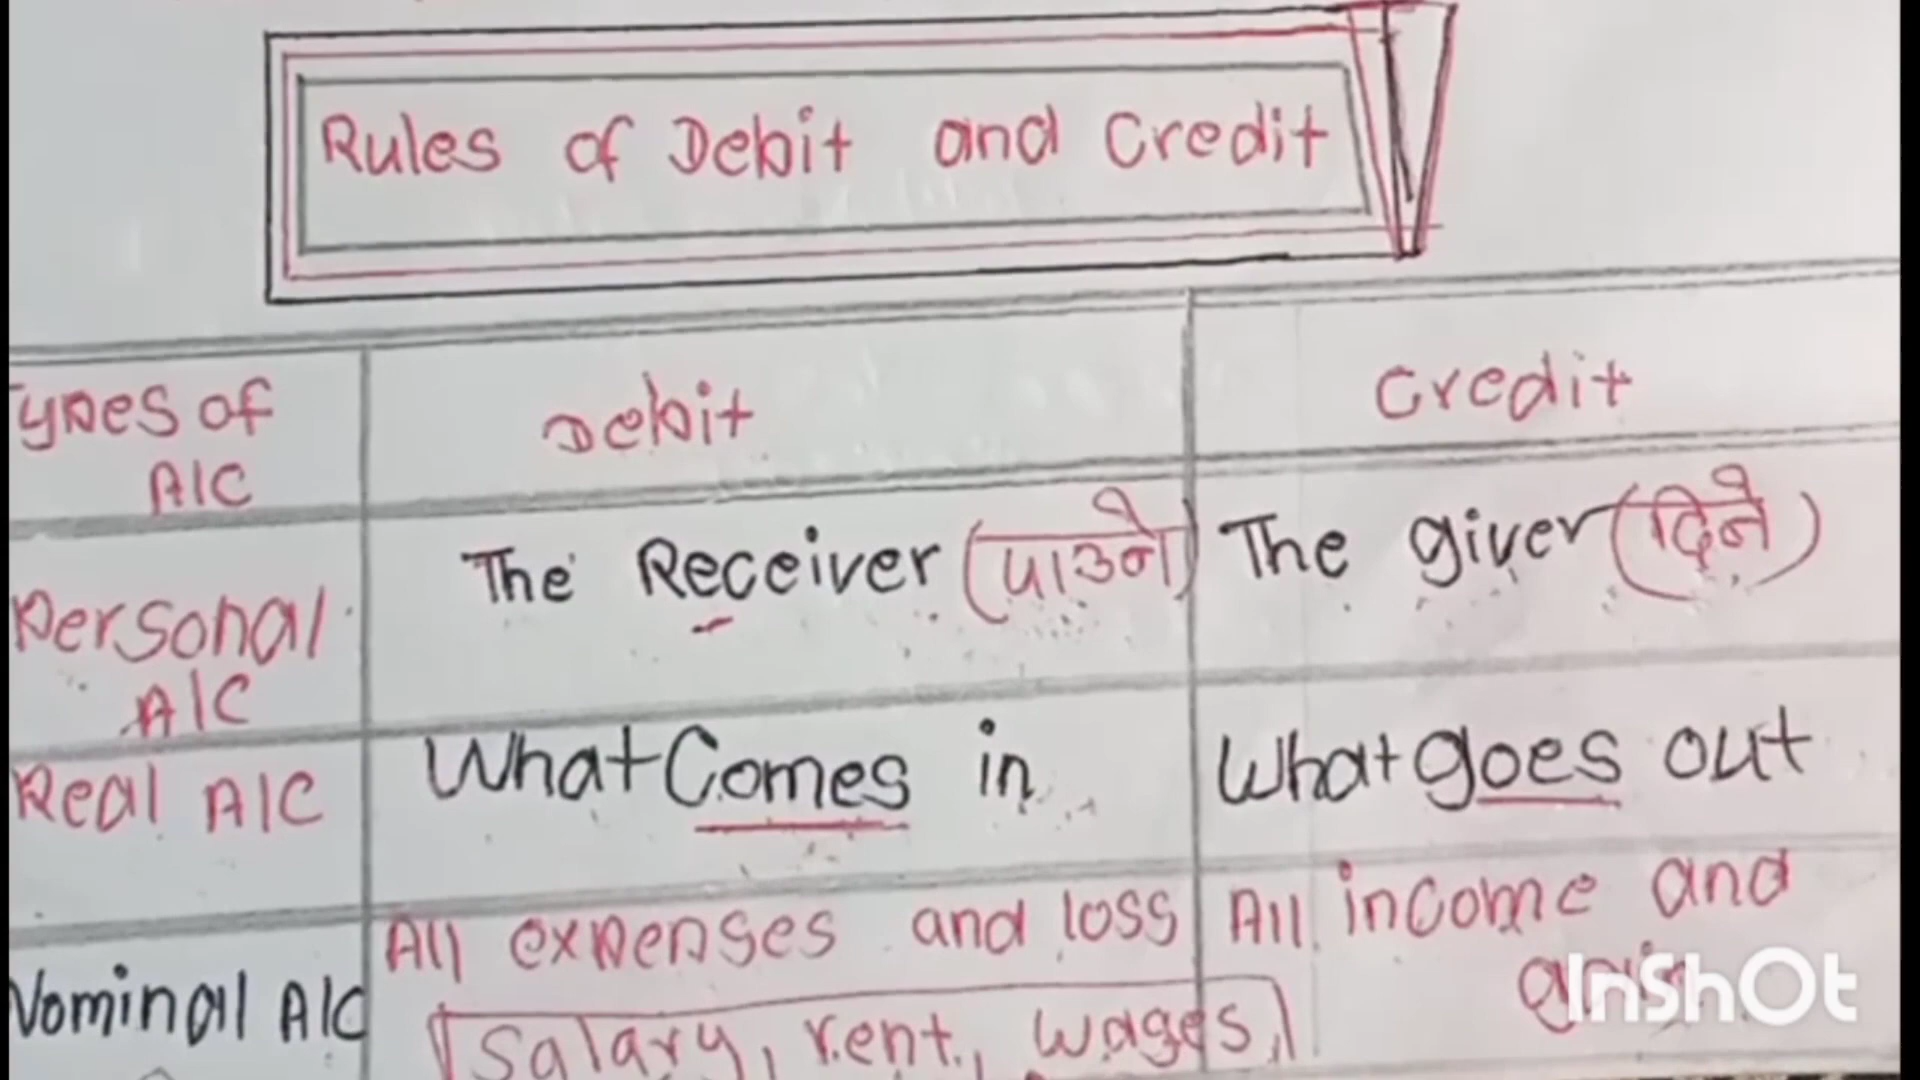 Rules of Debit and Credit
Types of A/C
Debit
Credit
Personal A/C
The Receiver (पाउने)
The giver (दिने)
Real A/C
What Comes in
What goes out
Nominal A/C
All expenses and loss
salary, rent, wages,
All income and
gain
InShOt